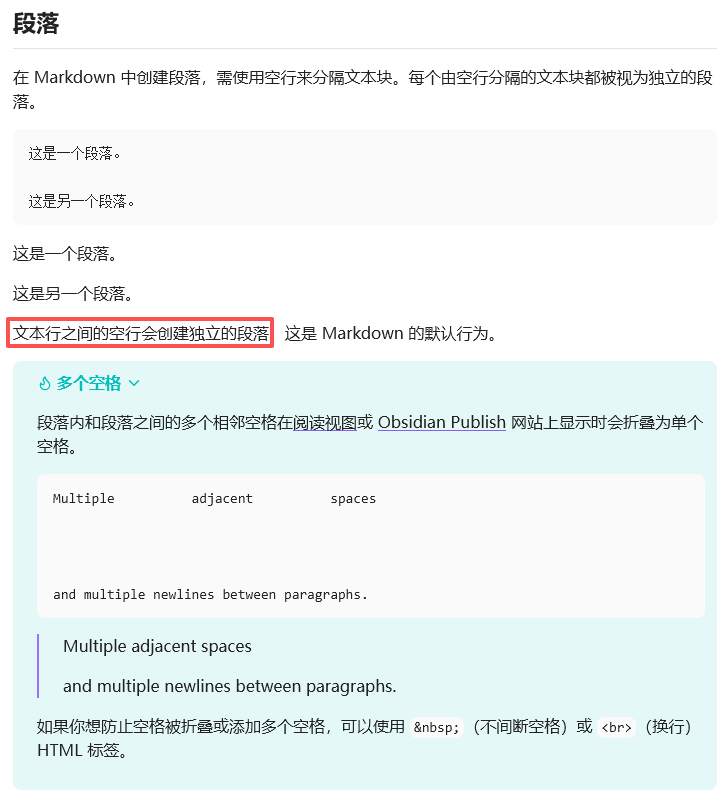 段落
在 Markdown 中创建段落，需使用空行来分隔文本块。每个由空行分隔的文本块都被视为独立的段
落。
这是一个段落。
这是另一个段落。
这是一个段落。
这是另一个段落。
文本行之间的空行会创建独立的段落 这是 Markdown 的默认行为。
多个空格
段落内和段落之间的多个相邻空格在阅读视图或 Obsidian Publish 网站上显示时会折叠为单个
空格。
Multiple          adjacent          spaces
and multiple newlines between paragraphs.
Multiple adjacent spaces
and multiple newlines between paragraphs.
如果你想防止空格被折叠或添加多个空格，可以使用 &nbsp;（不间断空格）或 <br>（换行）
HTML 标签。